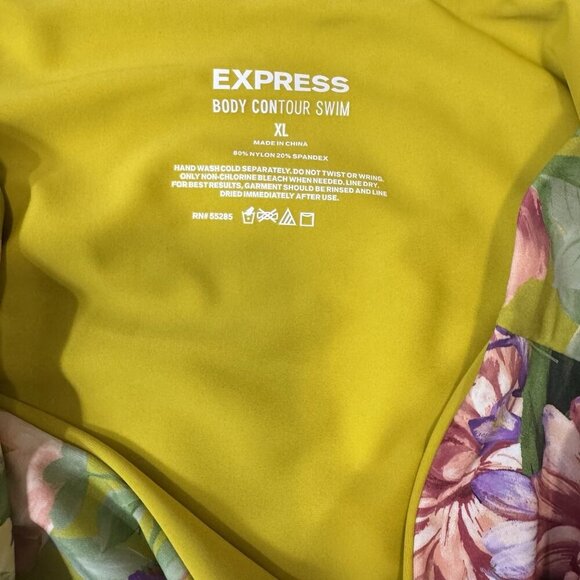 EXPRESS
BODY CONTOUR SWIM
XL
MADE IN CHINA
80% NYLON 20% SPANDEX
HAND WASH COLD SEPARATELY. DO NOT TWIST OR WRING.
ONLY NON-CHLORINE BLEACH WHEN NEEDED. LINE DRY.
FOR BEST RESULTS, GARMENT SHOULD BE RINSED AND LINE
DRIED IMMEDIATELY AFTER USE.
RN# 55285